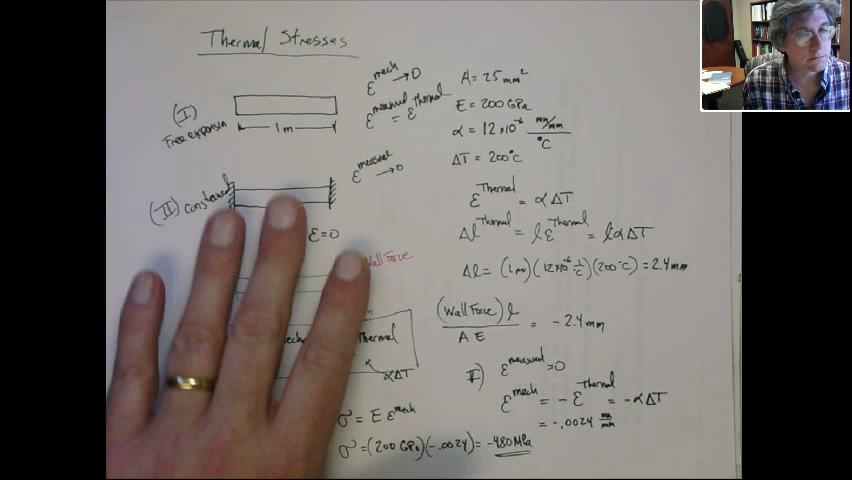 Thermal Stresses
(I)
Free expansion
1 m
ε^mech → 0
ε^measured = ε^thermal
(II) constrained
ε^measured → 0
ε=0
Wall Force
Thermal
αΔT
σ = E ε^mech
σ = (200 GPa)(-.0024) = -480 MPa
A = 25 mm²
E = 200 GPa
α = 12×10⁻⁶ mm/mm/°C
ΔT = 200°C
ε^Thermal = α ΔT
Δl^Thermal = l ε^Thermal = l α ΔT
Δl = (1 m)(12×10⁻⁶ 1/°C)(200°C) = 2.4 mm
(Wall Force) l / A E = -2.4 mm
II) ε^measured = 0
ε^mech = -ε^Thermal = -α ΔT
= -.0024 mm/mm